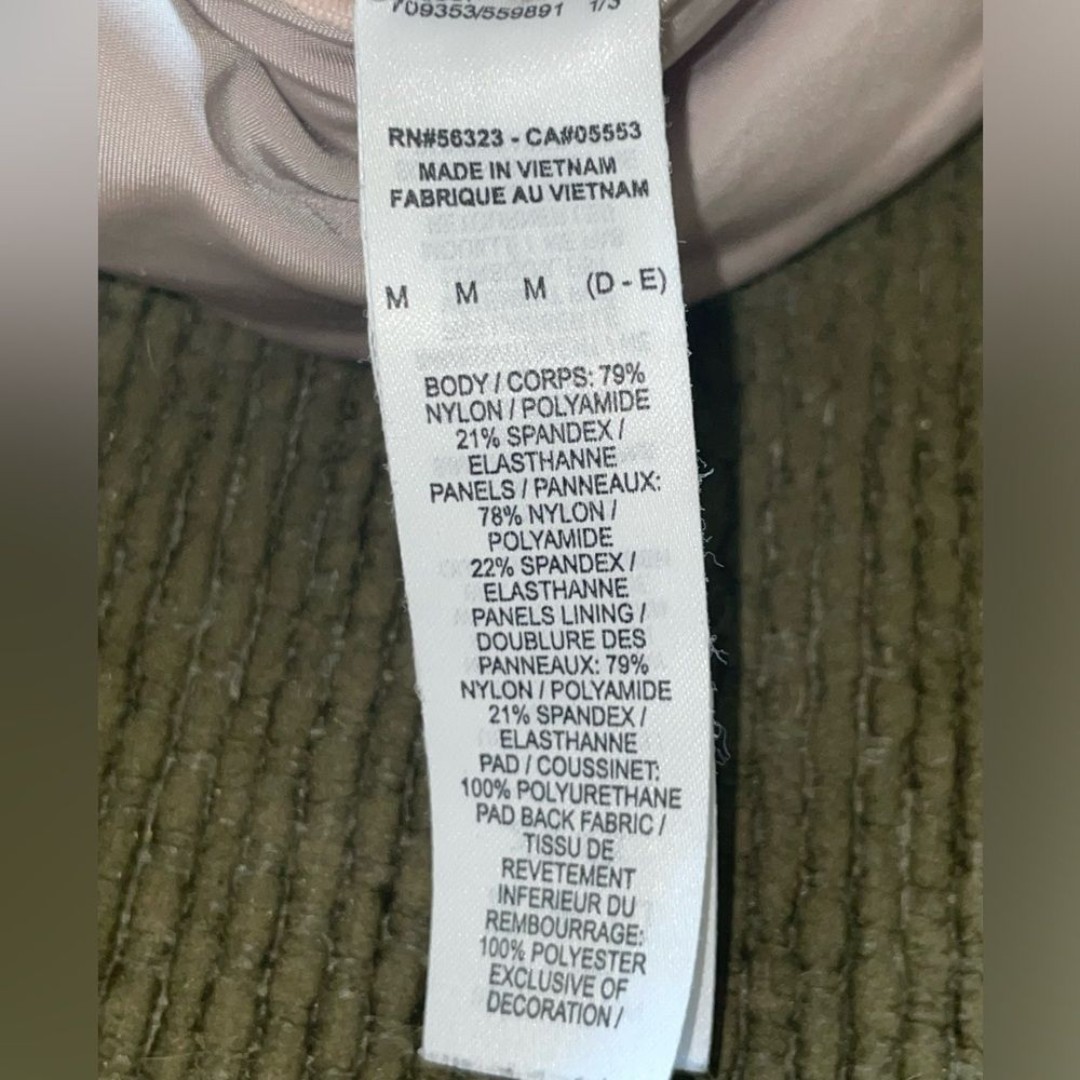 709353/559891 1/3
RN#56323 - CA#05553
MADE IN VIETNAM
FABRIQUE AU VIETNAM
M M M (D - E)
BODY / CORPS: 79%
NYLON / POLYAMIDE
21% SPANDEX /
ELASTHANNE
PANELS / PANNEAUX:
78% NYLON /
POLYAMIDE
22% SPANDEX /
ELASTHANNE
PANELS LINING /
DOUBLURE DES
PANNEAUX: 79%
NYLON / POLYAMIDE
21% SPANDEX /
ELASTHANNE
PAD / COUSSINET:
100% POLYURETHANE
PAD BACK FABRIC /
TISSU DE
REVETEMENT
INFERIEUR DU
REMBOURRAGE:
100% POLYESTER
EXCLUSIVE OF
DECORATION /